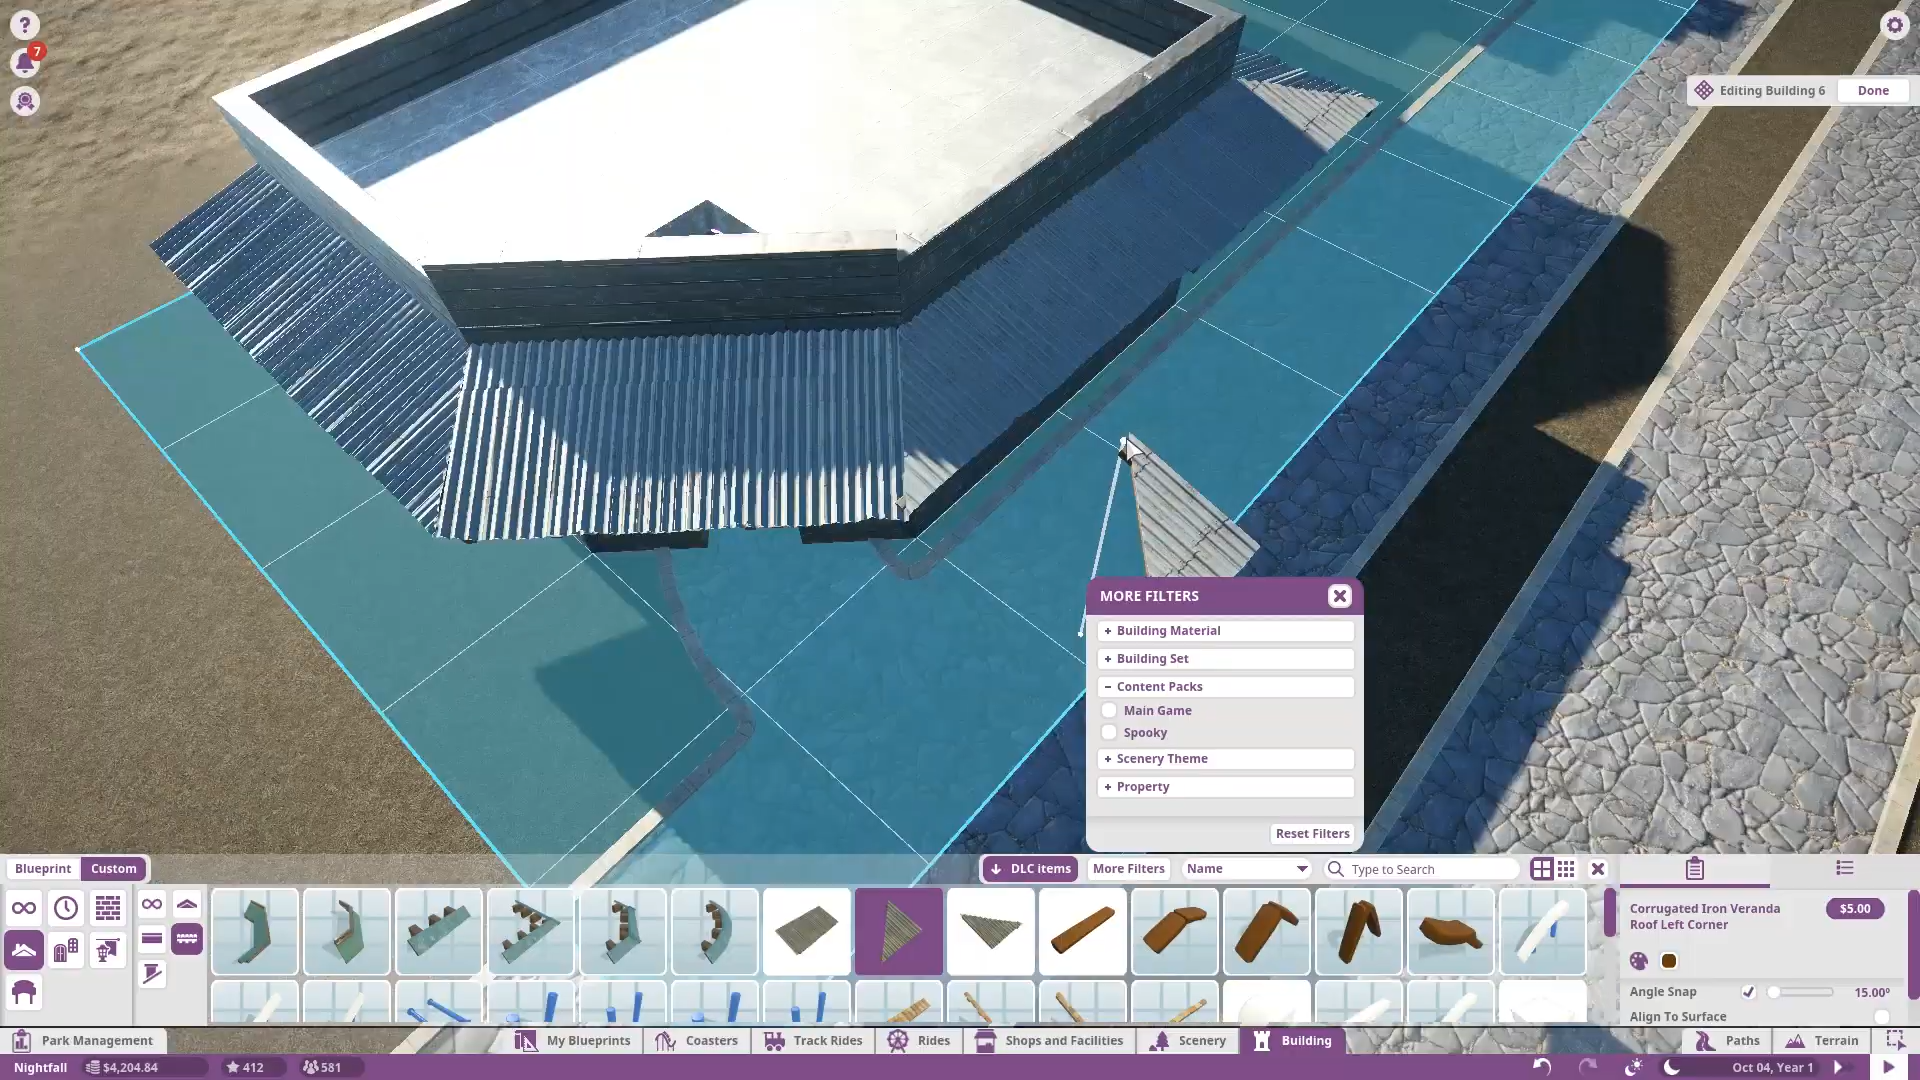 ?
7
Editing Building 6
Done
MORE FILTERS
+ Building Material
+ Building Set
− Content Packs
Main Game
Spooky
+ Scenery Theme
+ Property
Reset Filters
Blueprint
Custom
DLC items
More Filters
Name
Type to Search
Corrugated Iron Veranda
Roof Left Corner
$5.00
Angle Snap
15.00°
Align To Surface
Park Management
My Blueprints
Coasters
Track Rides
Rides
Shops and Facilities
Scenery
Building
Paths
Terrain
Nightfall
$4,204.84
412
581
Oct 04, Year 1